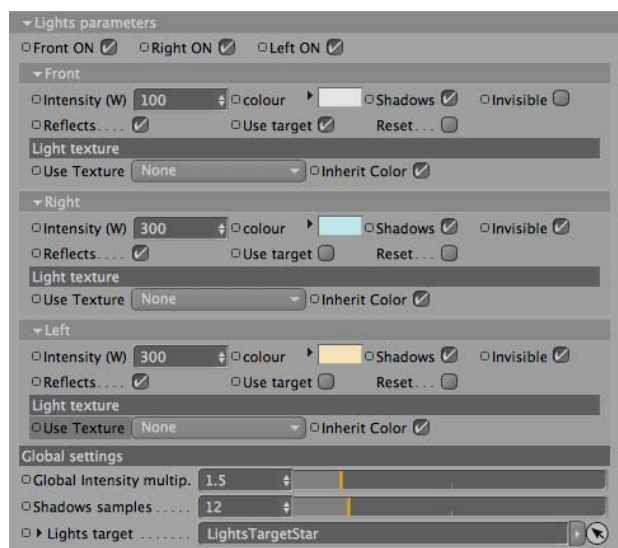 Lights parameters
Front ON Right ON Left ON
Front
Intensity (W) 100 colour Shadows Invisible
Reflects.... Use target Reset...
Light texture
Use Texture None Inherit Color
Right
Intensity (W) 300 colour Shadows Invisible
Reflects.... Use target Reset...
Light texture
Use Texture None Inherit Color
Left
Intensity (W) 300 colour Shadows Invisible
Reflects.... Use target Reset...
Light texture
Use Texture None Inherit Color
Global settings
Global Intensity multip. 1.5
Shadows samples ..... 12
Lights target ....... LightsTargetStar